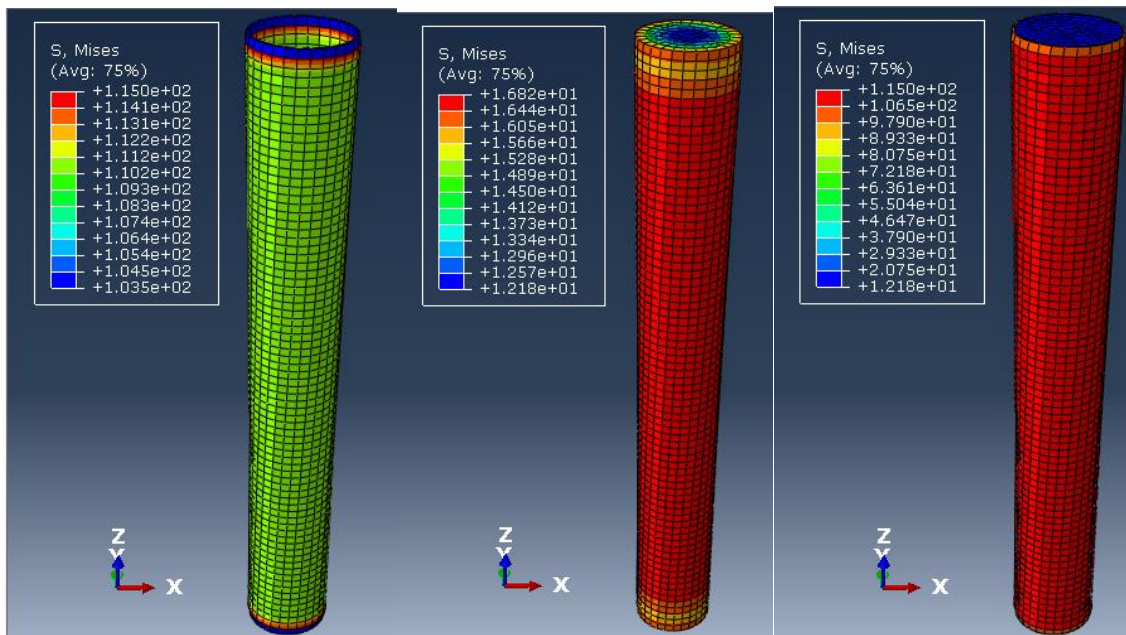 S, Mises
(Avg: 75%)
+1.150e+02
+1.141e+02
+1.131e+02
+1.122e+02
+1.112e+02
+1.102e+02
+1.093e+02
+1.083e+02
+1.074e+02
+1.064e+02
+1.054e+02
+1.045e+02
+1.035e+02
Z
Y
X
S, Mises
(Avg: 75%)
+1.682e+01
+1.644e+01
+1.605e+01
+1.566e+01
+1.528e+01
+1.489e+01
+1.450e+01
+1.412e+01
+1.373e+01
+1.334e+01
+1.296e+01
+1.257e+01
+1.218e+01
Z
Y
X
S, Mises
(Avg: 75%)
+1.150e+02
+1.065e+02
+9.790e+01
+8.933e+01
+8.075e+01
+7.218e+01
+6.361e+01
+5.504e+01
+4.647e+01
+3.790e+01
+2.933e+01
+2.075e+01
+1.218e+01
Z
Y
X